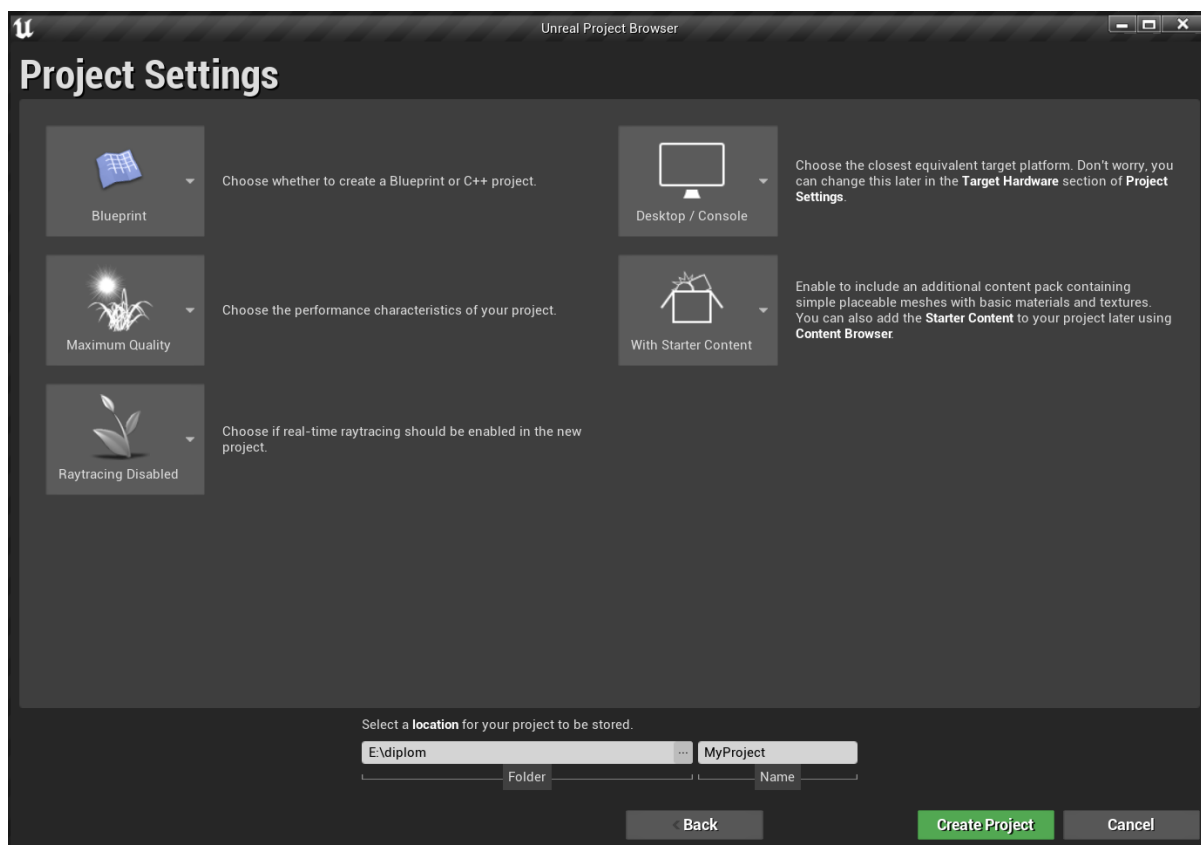 Unreal Project Browser
Project Settings
Blueprint
Choose whether to create a Blueprint or C++ project.
Desktop / Console
Choose the closest equivalent target platform. Don't worry, you
can change this later in the Target Hardware section of Project
Settings.
Maximum Quality
Choose the performance characteristics of your project.
With Starter Content
Enable to include an additional content pack containing
simple placeable meshes with basic materials and textures.
You can also add the Starter Content to your project later using
Content Browser.
Raytracing Disabled
Choose if real-time raytracing should be enabled in the new
project.
Select a location for your project to be stored.
E:\diplom
...
MyProject
Folder
Name
Back
Create Project
Cancel